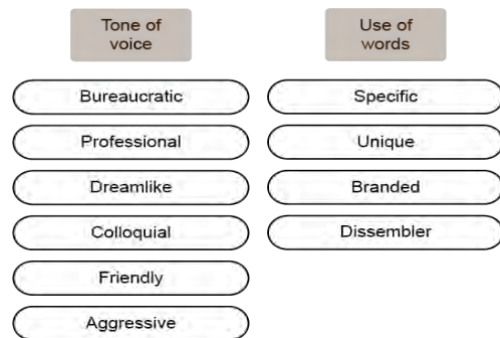 Tone of
voice
Bureaucratic
Professional
Dreamlike
Colloquial
Friendly
Aggressive
Use of
words
Specific
Unique
Branded
Dissembler